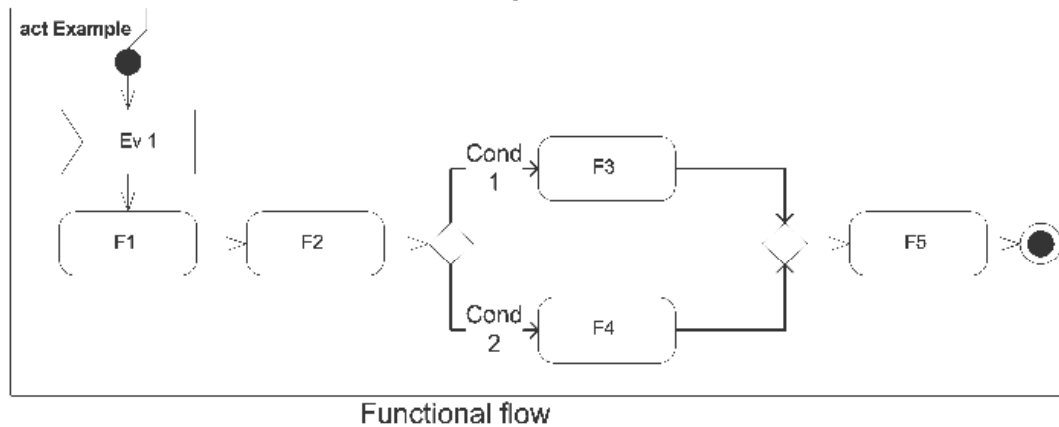 act Example
Ev 1
F1
F2
Cond
1
F3
Cond
2
F4
F5
Functional flow